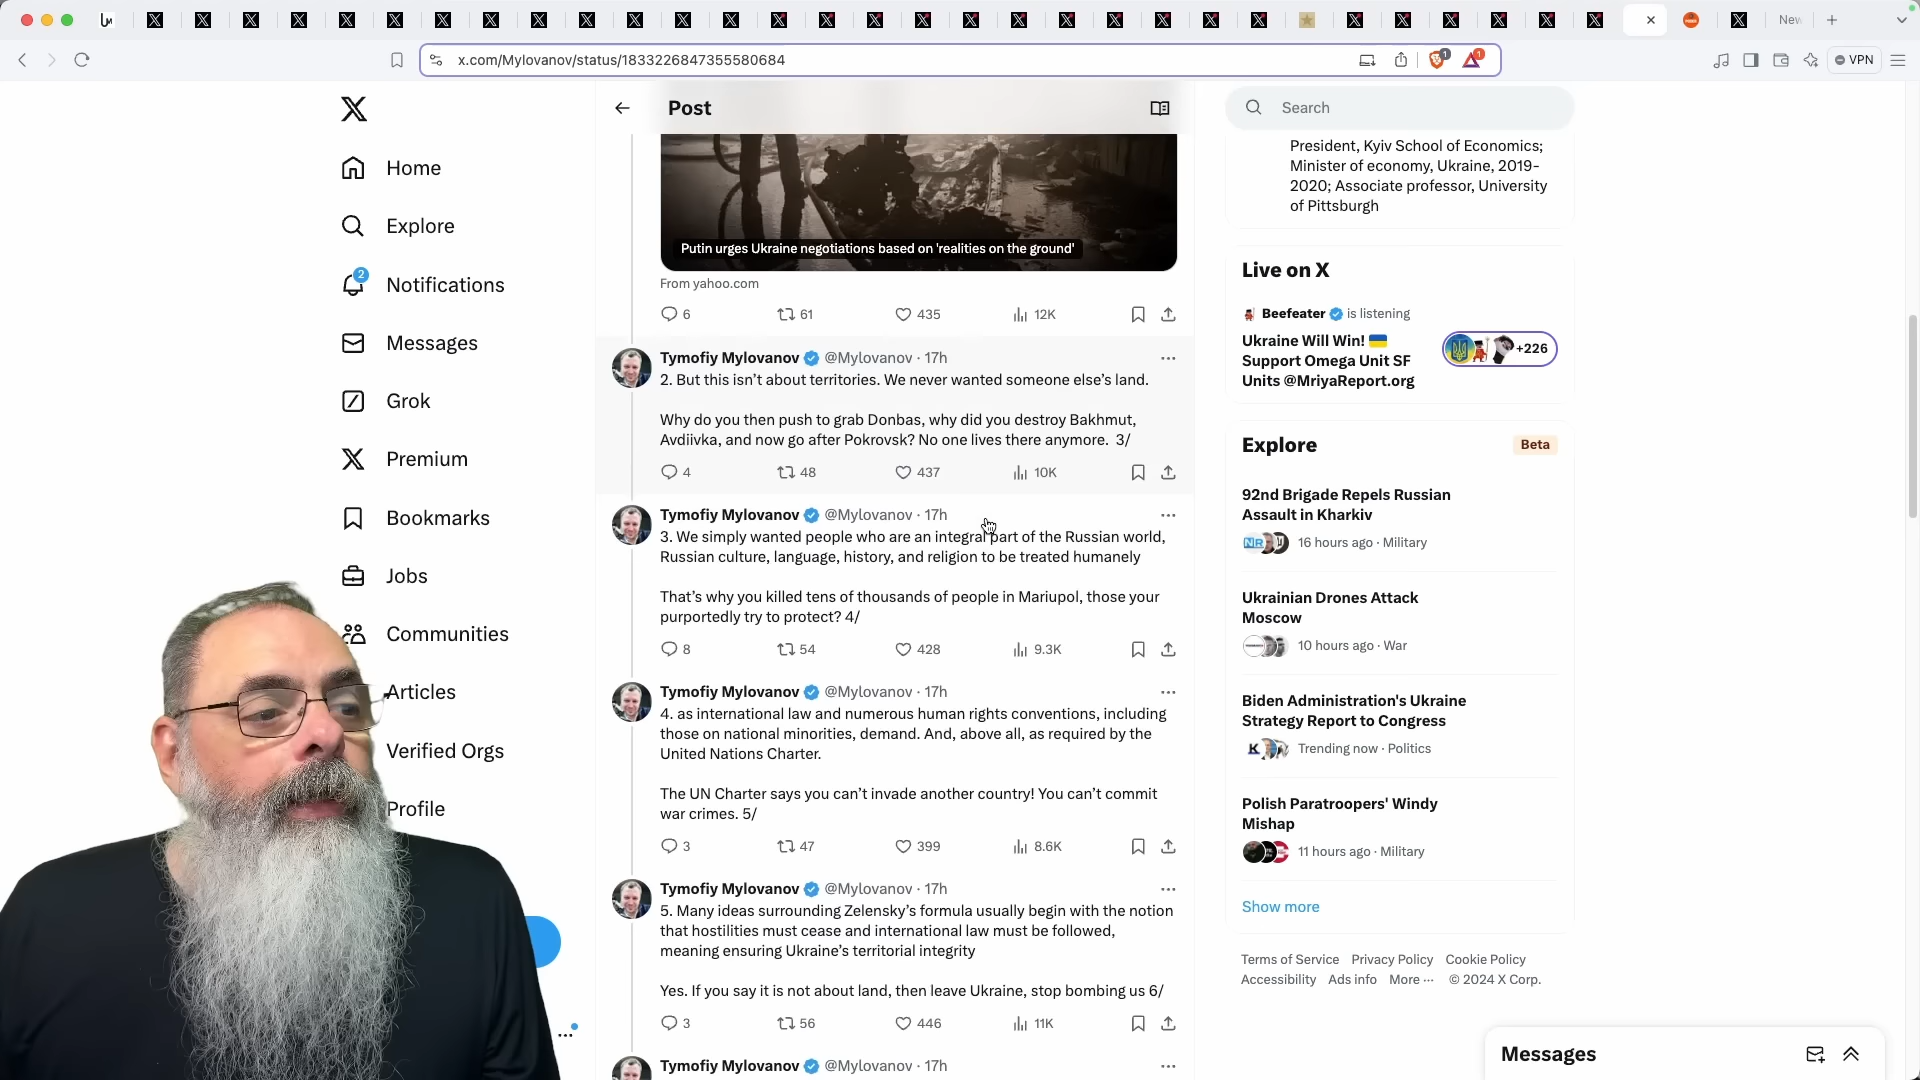 New
x.com/Mylovanov/status/1833226847355580684
1
1
VPN
Home
Explore
2
Notifications
Messages
Grok
Premium
Bookmarks
Jobs
Communities
Articles
Verified Orgs
Profile
Post
Putin urges Ukraine negotiations based on 'realities on the ground'
From yahoo.com
6 61 435 12K
Tymofiy Mylovanov @Mylovanov · 17h
2. But this isn't about territories. We never wanted someone else's land.
Why do you then push to grab Donbas, why did you destroy Bakhmut,
Avdiivka, and now go after Pokrovsk? No one lives there anymore. 3/
4 48 437 10K
Tymofiy Mylovanov @Mylovanov · 17h
3. We simply wanted people who are an integral part of the Russian world,
Russian culture, language, history, and religion to be treated humanely
That's why you killed tens of thousands of people in Mariupol, those your
purportedly try to protect? 4/
8 54 428 9.3K
Tymofiy Mylovanov @Mylovanov · 17h
4. as international law and numerous human rights conventions, including
those on national minorities, demand. And, above all, as required by the
United Nations Charter.
The UN Charter says you can't invade another country! You can't commit
war crimes. 5/
3 47 399 8.6K
Tymofiy Mylovanov @Mylovanov · 17h
5. Many ideas surrounding Zelensky's formula usually begin with the notion
that hostilities must cease and international law must be followed,
meaning ensuring Ukraine's territorial integrity
Yes. If you say it is not about land, then leave Ukraine, stop bombing us 6/
3 56 446 11K
Tymofiy Mylovanov @Mylovanov · 17h
Search
President, Kyiv School of Economics;
Minister of economy, Ukraine, 2019-
2020; Associate professor, University
of Pittsburgh
Live on X
Beefeater is listening
Ukraine Will Win! 🇺🇦
Support Omega Unit SF
Units @MriyaReport.org
+226
Explore
Beta
92nd Brigade Repels Russian
Assault in Kharkiv
NR
16 hours ago · Military
Ukrainian Drones Attack
Moscow
10 hours ago · War
Biden Administration's Ukraine
Strategy Report to Congress
K
Trending now · Politics
Polish Paratroopers' Windy
Mishap
11 hours ago · Military
Show more
Terms of Service Privacy Policy Cookie Policy
Accessibility Ads info More ··· © 2024 X Corp.
Messages